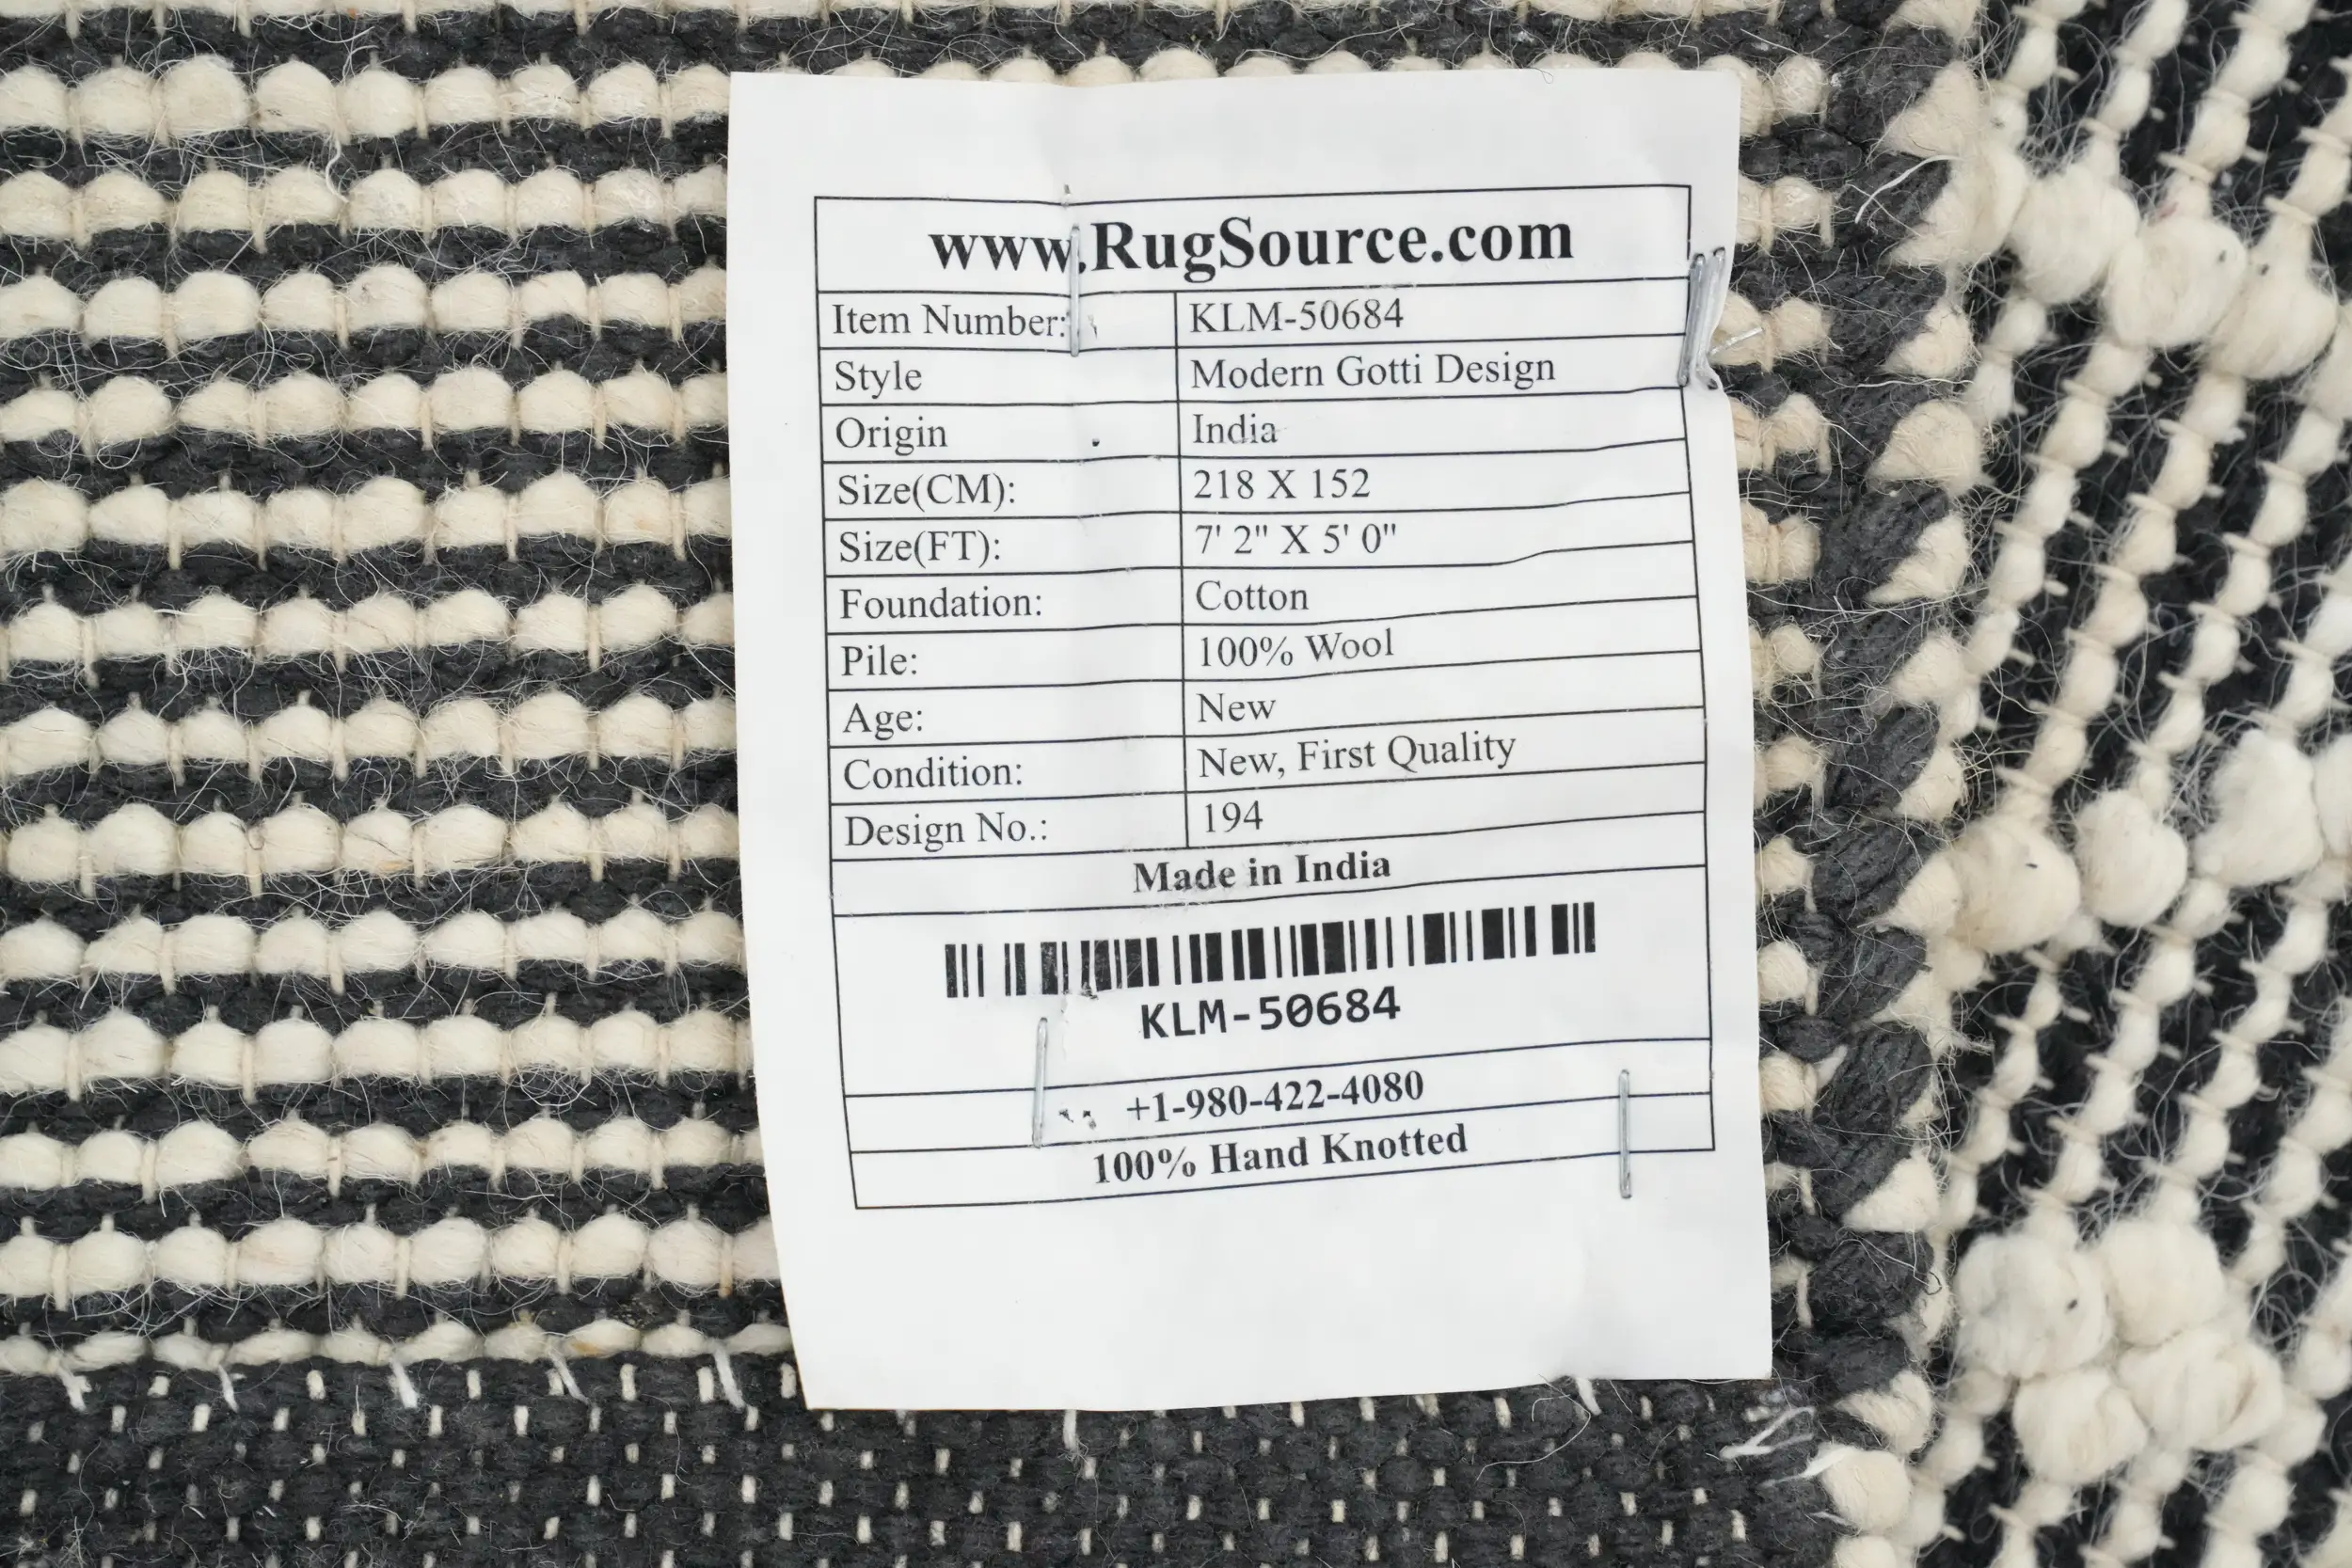 www.RugSource.com
Item Number: KLM-50684
Style Modern Gotti Design
Origin India
Size(CM): 218 X 152
Size(FT): 7' 2" X 5' 0"
Foundation: Cotton
Pile: 100% Wool
Age: New
Condition: New, First Quality
Design No.: 194
Made in India
KLM-50684
+1-980-422-4080
100% Hand Knotted